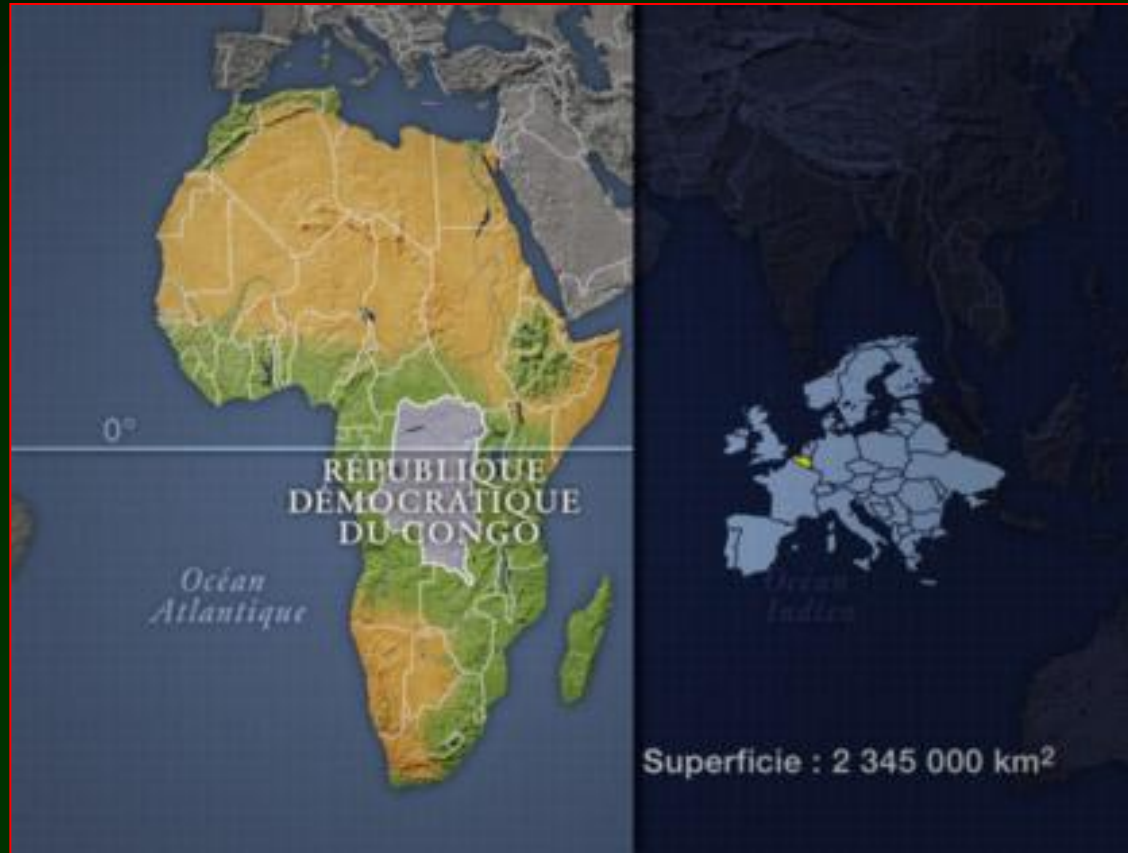 0°
RÉPUBLIQUE
DÉMOCRATIQUE
DU CONGO
Océan
Atlantique
Océan
Indien
Superficie : 2 345 000 km²